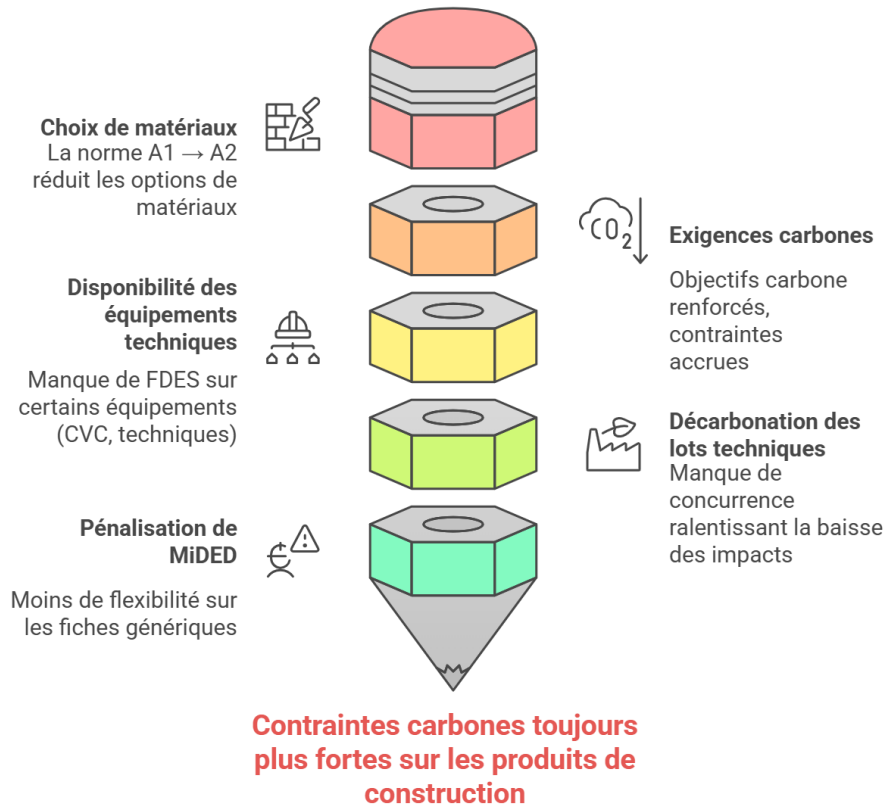 Choix de matériaux
La norme A1 → A2
réduit les options de
matériaux
CO2
Exigences carbones
Objectifs carbone
renforcés,
contraintes
accrues
Disponibilité des
équipements
techniques
Manque de FDES sur
certains équipements
(CVC, techniques)
Décarbonation des
lots techniques
Manque de
concurrence
ralentissant la baisse
des impacts
Pénalisation de
MiDED
Moins de flexibilité sur
les fiches génériques
Contraintes carbones toujours
plus fortes sur les produits de
construction